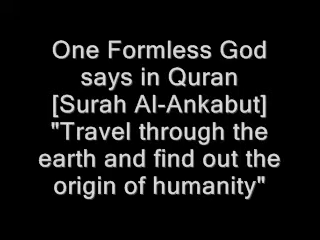 One Formless God
says in Quran
[Surah Al-Ankabut]
"Travel through the
earth and find out the
origin of humanity"